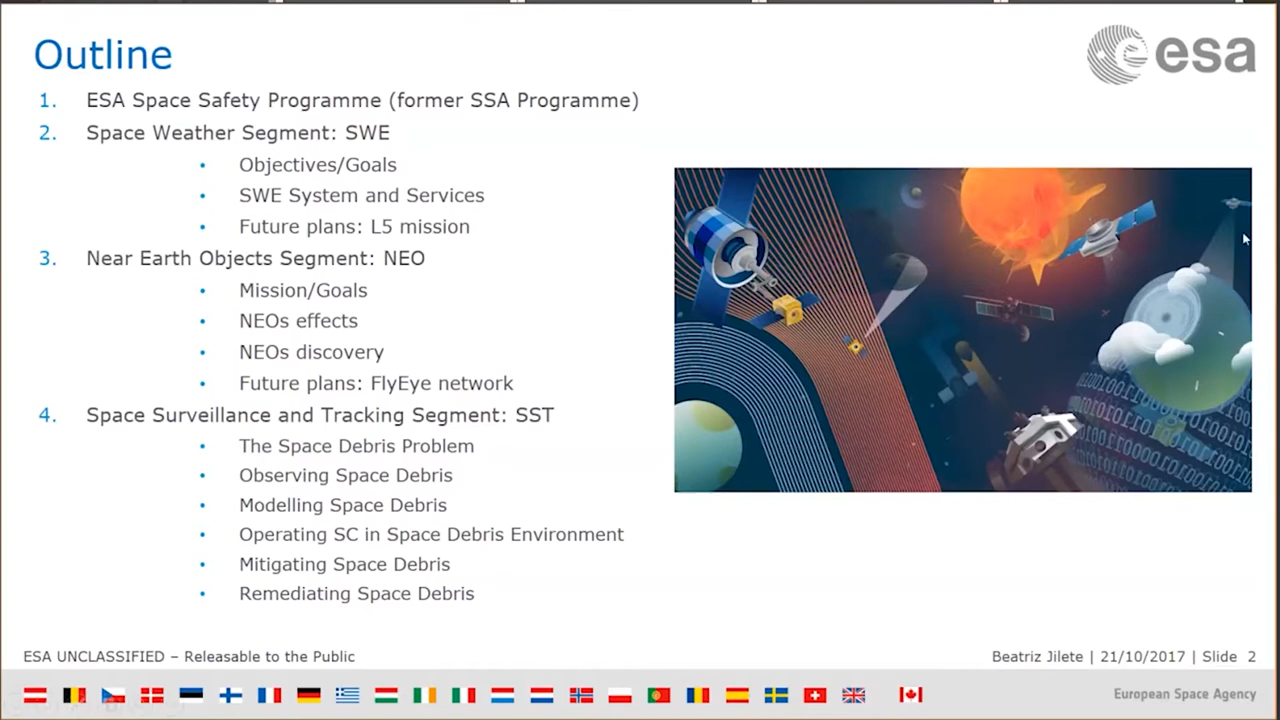 Outline
esa
1. ESA Space Safety Programme (former SSA Programme)
2. Space Weather Segment: SWE
• Objectives/Goals
• SWE System and Services
• Future plans: L5 mission
3. Near Earth Objects Segment: NEO
• Mission/Goals
• NEOs effects
• NEOs discovery
• Future plans: FlyEye network
4. Space Surveillance and Tracking Segment: SST
• The Space Debris Problem
• Observing Space Debris
• Modelling Space Debris
• Operating SC in Space Debris Environment
• Mitigating Space Debris
• Remediating Space Debris
ESA UNCLASSIFIED – Releasable to the Public
Beatriz Jilete | 21/10/2017 | Slide 2
European Space Agency